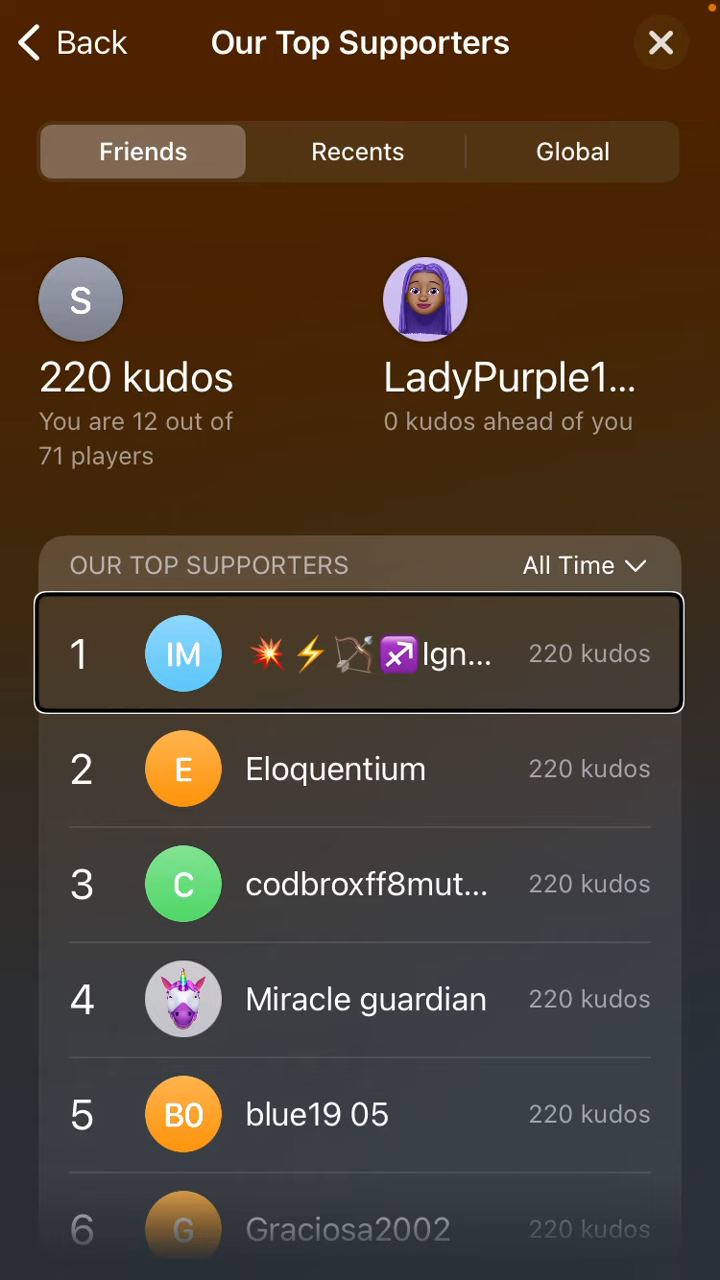 Back
Our Top Supporters
Friends
Recents
Global
S
220 kudos
You are 12 out of
71 players
LadyPurple1...
0 kudos ahead of you
OUR TOP SUPPORTERS
All Time
1 IM 💥⚡🏹♐Ign... 220 kudos
2 E Eloquentium 220 kudos
3 C codbroxff8mut... 220 kudos
4 Miracle guardian 220 kudos
5 B0 blue19 05 220 kudos
6 G Graciosa2002 220 kudos